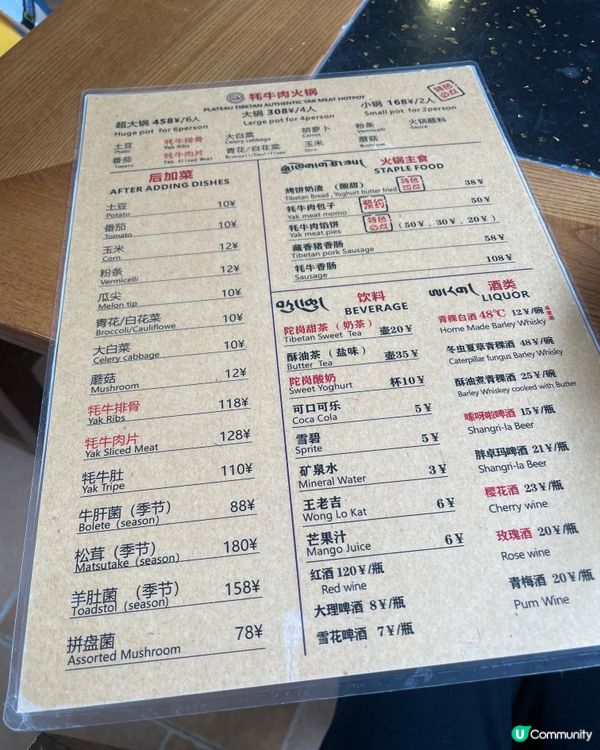 牦牛肉火锅
特色必点
PLATEAU TIBETAN AUTHENTIC YAK MEAT HOTPOT
超大锅 458¥/6人
Huge pot for 6person
大锅 308¥/4人
Large pot for 4person
小锅 168¥/2人
Small pot for 2person
土豆
Ptato
牦牛排骨
Yak Ribs
大白菜
Celery cabbage
胡萝卜
Carrot
粉条
Vermicelli
火锅蘸料
Sauce
番茄
Tomato
牦牛肉片
Yak Sliced Meat
青花/白花菜
Broccoli/Cauliflowe
玉米
Corn
蘑菇
Mushroom
后加菜
AFTER ADDING DISHES
土豆 10¥
Potato
番茄 10¥
Tomato
玉米 12¥
Corn
粉条 12¥
Vermicelli
瓜尖 10¥
Melon tip
青花/白花菜 10¥
Broccoli/Cauliflowe
大白菜 10¥
Celery cabbage
蘑菇 12¥
Mushroom
牦牛排骨 118¥
Yak Ribs
牦牛肉片 128¥
Yak Sliced Meat
牦牛肚 110¥
Yak Tripe
牛肝菌（季节） 88¥
Bolete（season）
松茸（季节） 180¥
Matsutake（season）
羊肚菌 （季节） 158¥
Toadstol（season）
拼盘菌 78¥
Assorted Mushroom
火锅主食
STAPLE FOOD
烤饼奶渣 （酸甜） 特色必点 38¥
Tibetan Bread , Yoghurt butter fried
牦牛肉包子 预约 50¥
Yak meat momo
牦牛肉馅饼 特色必点 （50¥，30¥，20¥）
Yak meat pies
藏香猪香肠 58¥
Tibetan pork Sausage
牦牛香肠 108¥
Sausage
饮料
BEVERAGE
陀岗甜茶（奶茶） 壶20¥
Tibetan Sweet Tea
酥油茶（盐味） 壶35¥
Butter Tea
陀岗酸奶 杯10¥
Sweet Yoghurt
可口可乐 5¥
Coca Cola
雪碧 5¥
Sprite
矿泉水 3¥
Mineral Water
王老吉 6¥
Wong Lo Kat
芒果汁 6¥
Mango Juice
红酒 120¥/瓶
Red wine
大理啤酒 8¥/瓶
雪花啤酒 7¥/瓶
酒类
LIQUOR
青稞白酒 48℃ 12¥/碗
Home Made Barley Whisky
冬虫夏草青稞酒 48¥/碗
Caterpillar fungus Barley Whisky
酥油煮青稞酒 25¥/碗
Barley Whiskey cooked with Butter
哆呀啦啤酒 15¥/瓶
Shangri-la Beer
胖卓玛啤酒 21¥/瓶
Shangri-la Beer
樱花酒 23¥/瓶
Cherry wine
玫瑰酒 20¥/瓶
Rose wine
青梅酒 20¥/瓶
Pum Wine
U Community